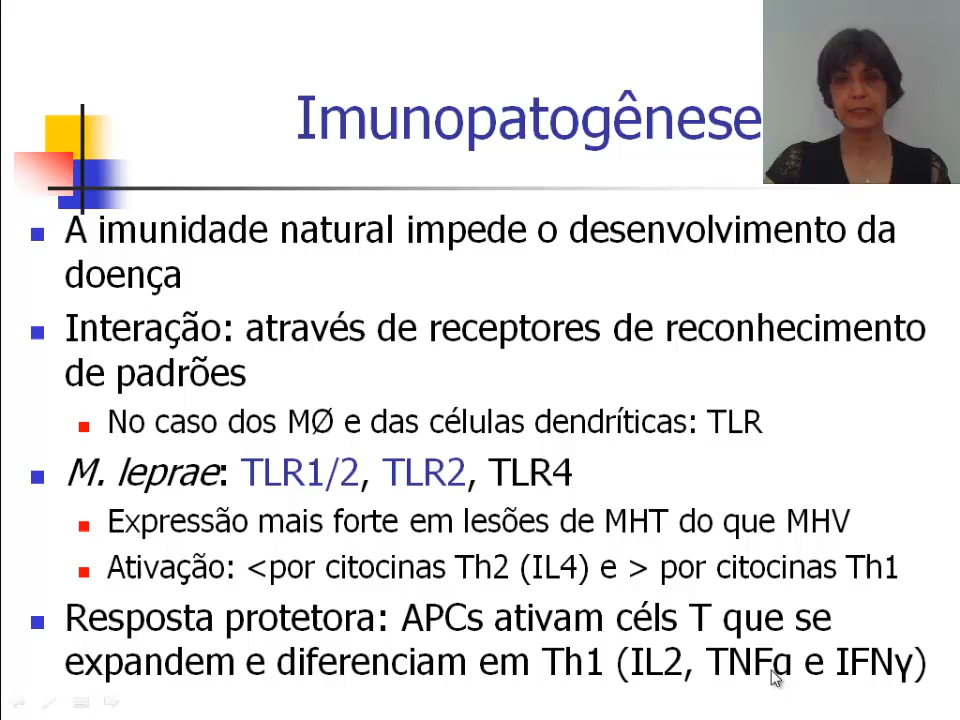 Imunopatogênese
A imunidade natural impede o desenvolvimento da
doença
Interação: através de receptores de reconhecimento
de padrões
No caso dos MØ e das células dendríticas: TLR
M. leprae: TLR1/2, TLR2, TLR4
Expressão mais forte em lesões de MHT do que MHV
Ativação: <por citocinas Th2 (IL4) e > por citocinas Th1
Resposta protetora: APCs ativam céls T que se
expandem e diferenciam em Th1 (IL2, TNFα e IFNγ)